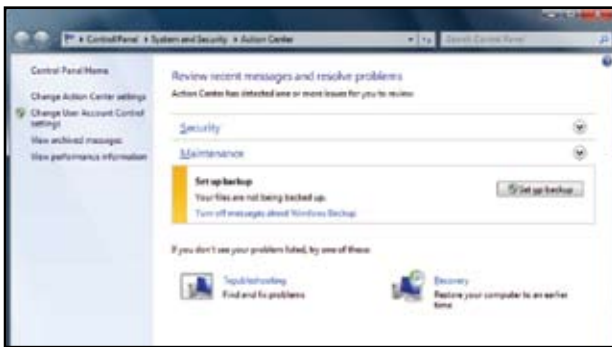 Control Panel System and Security Action Center
Search Control Panel
Control Panel Home
Change Action Center settings
Change User Account Control settings
View archived messages
View performance information
Review recent messages and resolve problems
Action Center has detected one or more issues for you to review.
Security
Maintenance
Set up backup
Your files are not being backed up.
Set up backup
Turn off messages about Windows Backup
If you don't see your problem listed, try one of these:
Troubleshooting
Find and fix problems
Recovery
Restore your computer to an earlier
time